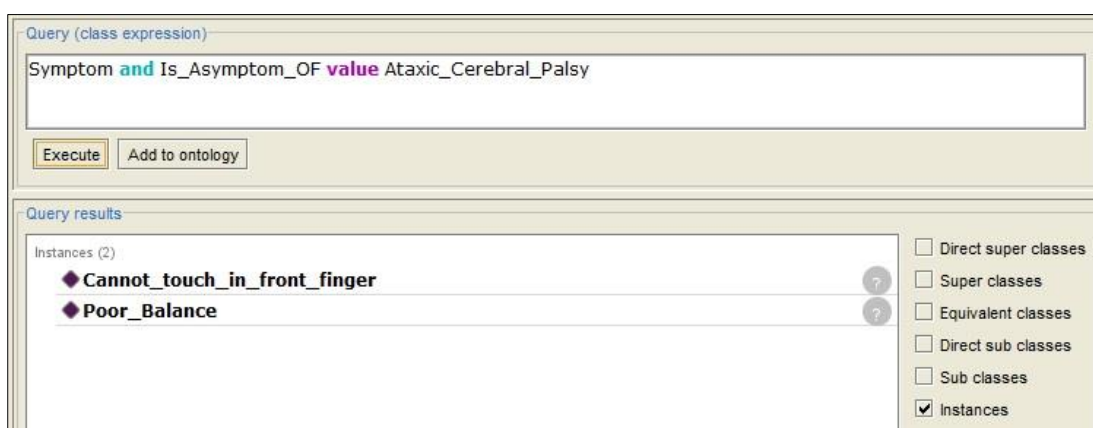 Query (class expression)
Symptom and Is_Asymptom_OF value Ataxic_Cerebral_Palsy
Execute
Add to ontology
Query results
Instances (2)
Cannot_touch_in_front_finger
?
Poor_Balance
?
Direct super classes
Super classes
Equivalent classes
Direct sub classes
Sub classes
Instances